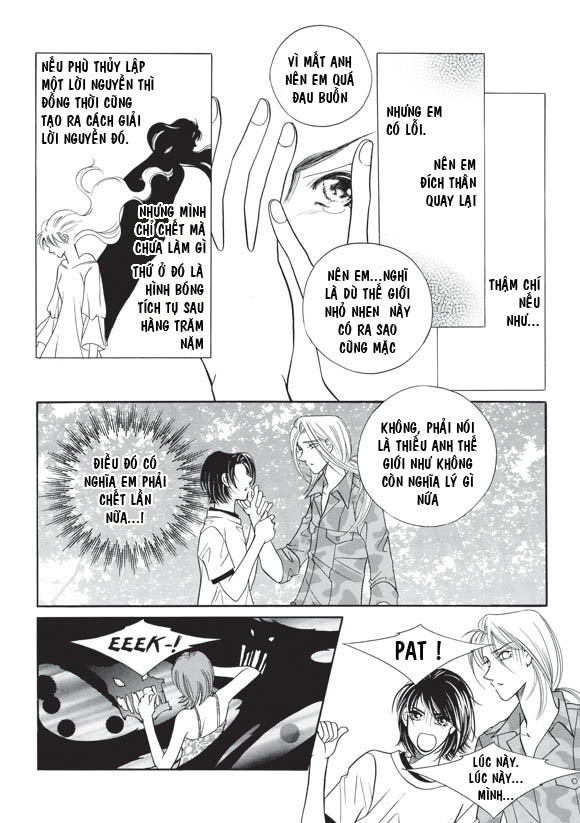 NẾU PHÙ THỦY LẬP
MỘT LỜI NGUYỀN THÌ
ĐỒNG THỜI CŨNG
TẠO RA CÁCH GIẢI
LỜI NGUYỀN ĐÓ.
NHƯNG MÌNH
CHỈ CHẾT MÀ
CHƯA LÀM GÌ
THỨ Ở ĐÓ LÀ
HÌNH BÓNG
TÍCH TỤ SAU
HÀNG TRĂM
NĂM
VÌ MẤT ANH
NÊN EM QUÁ
ĐAU BUỒN
NHƯNG EM
CÓ LỖI.
NÊN EM
ĐÍCH THÂN
QUAY LẠI
NÊN EM...NGHĨ
LÀ DÙ THẾ GIỚI
NHỎ NHEN NÀY
CÓ RA SAO
CŨNG MẶC
THẬM CHÍ
NẾU
NHƯ...
ĐIỀU ĐÓ CÓ
NGHĨA EM PHẢI
CHẾT LẦN
NỮA...!
KHÔNG, PHẢI NÓI
LÀ THIẾU ANH THẾ
GIỚI NHƯ KHÔNG
CÒN NGHĨA LÝ GÌ
NỮA
EEEK-!
PAT !
LÚC NÀY.
LÚC NÀY...
MÌNH...